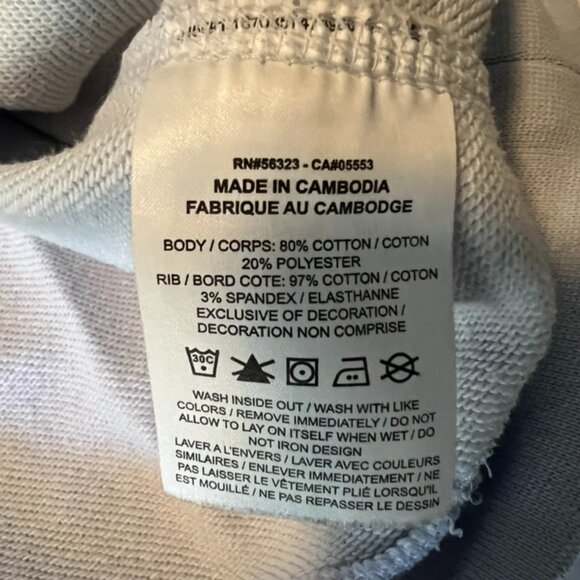 RN#56323 - CA#05553
MADE IN CAMBODIA
FABRIQUE AU CAMBODGE
BODY / CORPS: 80% COTTON / COTON
20% POLYESTER
RIB / BORD COTE: 97% COTTON / COTON
3% SPANDEX / ELASTHANNE
EXCLUSIVE OF DECORATION /
DECORATION NON COMPRISE
30C
WASH INSIDE OUT / WASH WITH LIKE
COLORS / REMOVE IMMEDIATELY / DO NOT
ALLOW TO LAY ON ITSELF WHEN WET / DO
NOT IRON DESIGN
LAVER A L'ENVERS / LAVER AVEC COULEURS
SIMILAIRES / ENLEVER IMMEDIATEMENT / NE
PAS LAISSER LE VÊTEMENT PLIÉ LORSQU'IL
EST MOUILLÉ / NE PAS REPASSER LE DESSIN